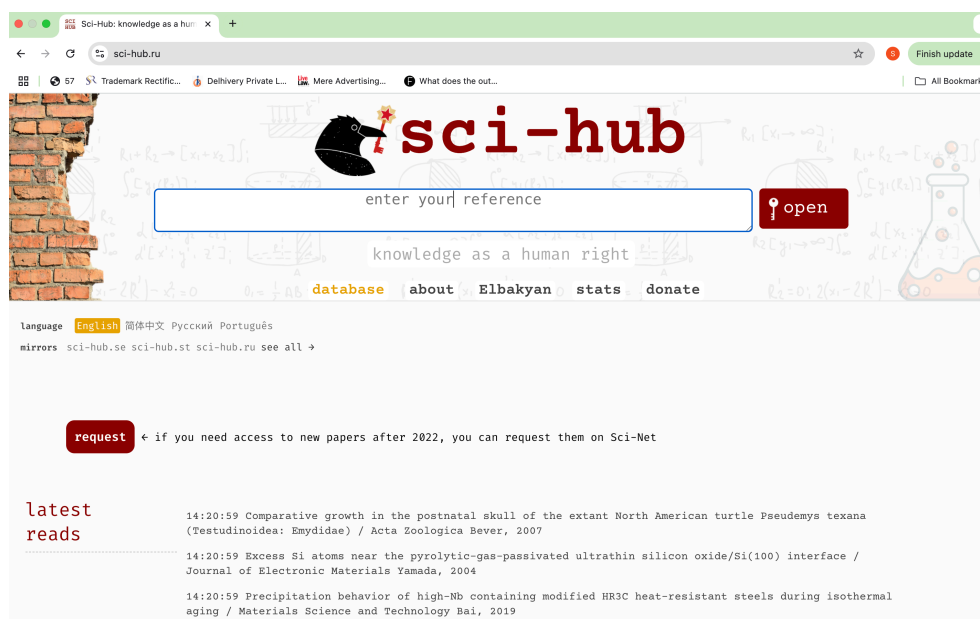 SCI HUB Sci-Hub: knowledge as a hum
sci-hub.ru S Finish update
57 Trademark Rectific... Delhivery Private L... Live Law. Mere Advertising... What does the out... All Bookmark
sci-hub
enter your reference
open
knowledge as a human right
database about Elbakyan stats donate
language English 简体中文 Русский Português
mirrors sci-hub.se sci-hub.st sci-hub.ru see all →
request ← if you need access to new papers after 2022, you can request them on Sci-Net
latest
reads
14:20:59 Comparative growth in the postnatal skull of the extant North American turtle Pseudemys texana
(Testudinoidea: Emydidae) / Acta Zoologica Bever, 2007
14:20:59 Excess Si atoms near the pyrolytic-gas-passivated ultrathin silicon oxide/Si(100) interface /
Journal of Electronic Materials Yamada, 2004
14:20:59 Precipitation behavior of high-Nb containing modified HR3C heat-resistant steels during isothermal
aging / Materials Science and Technology Bai, 2019